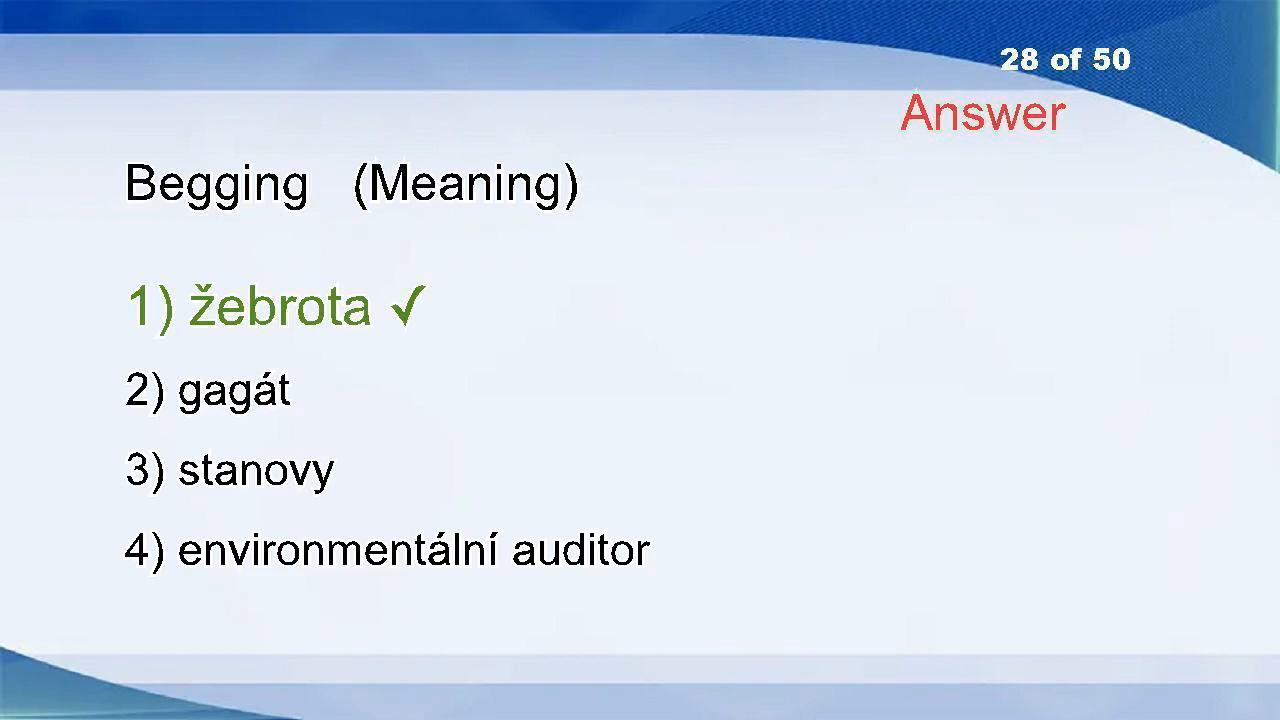 28 of 50
Answer
Begging (Meaning)
1) žebrota ✓
2) gagát
3) stanovy
4) environmentální auditor